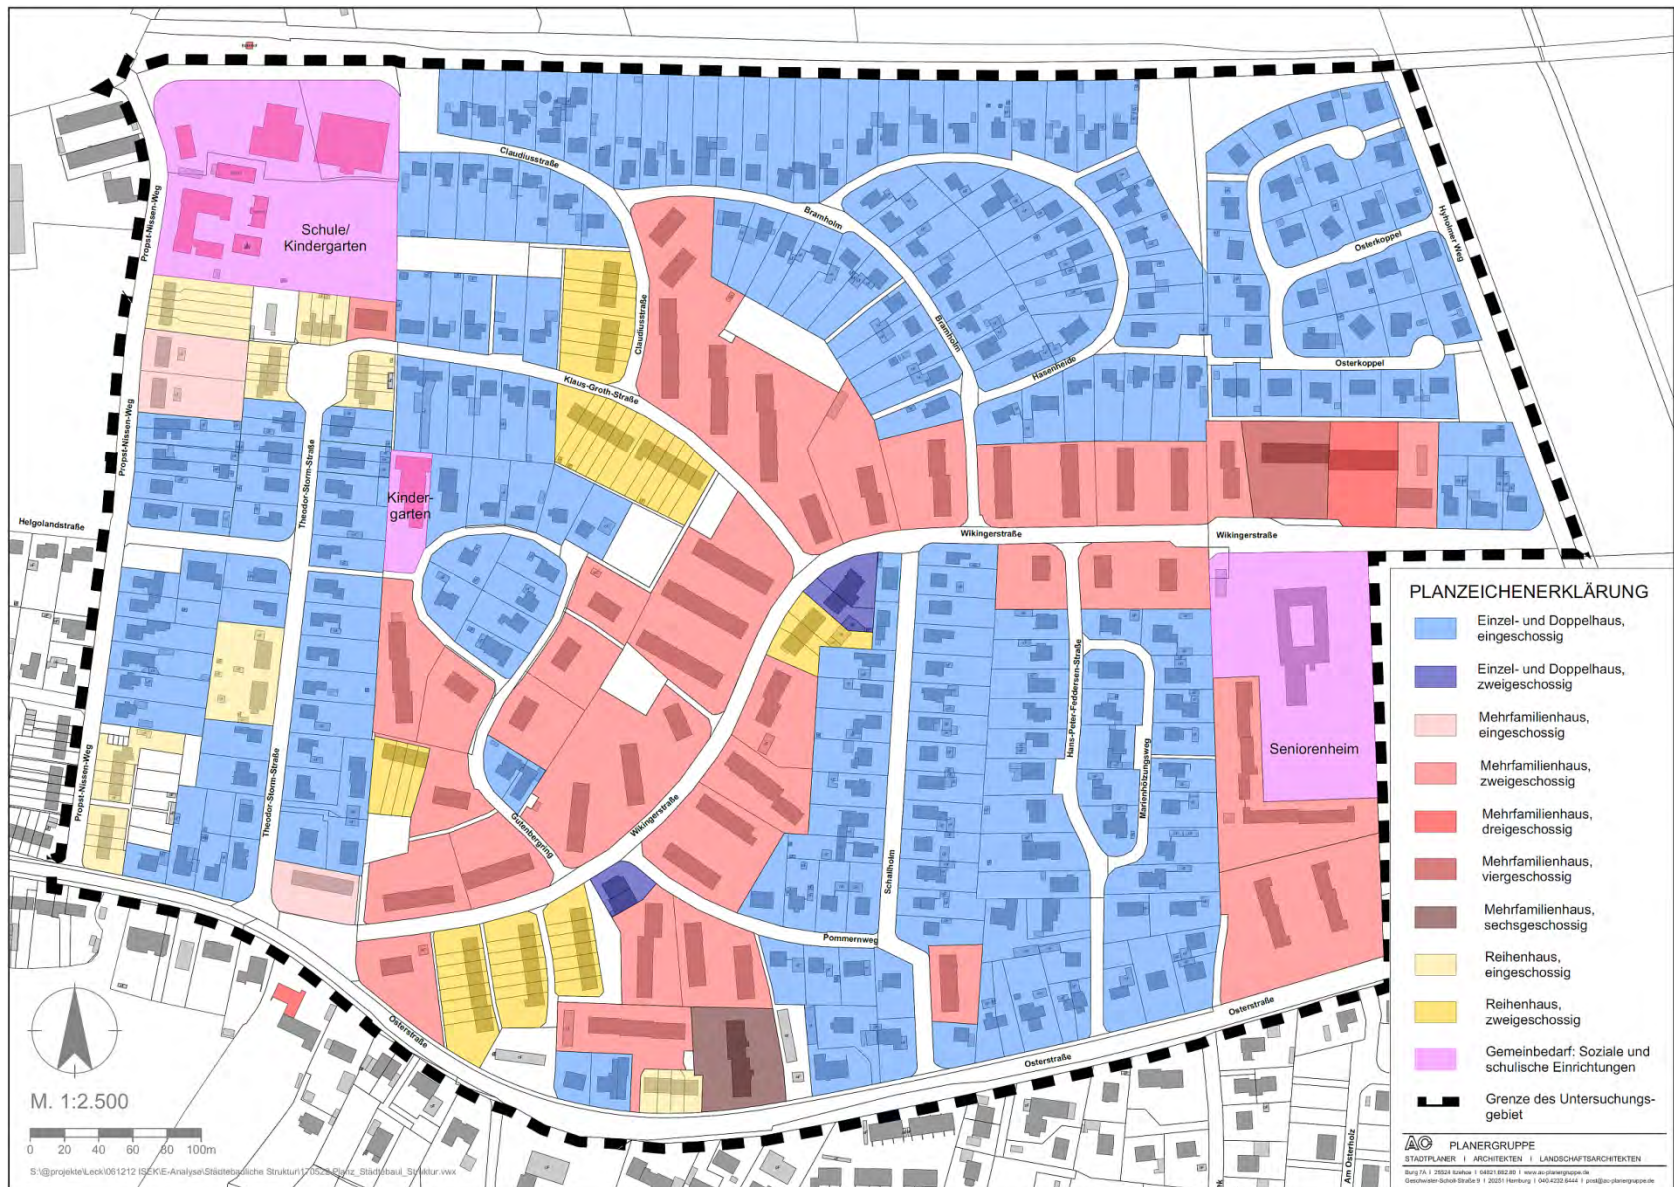 Claudiusstraße
Propst-Nissen-Weg
Schule/
Kindergarten
Bramholm
Hyholmer Weg
Osterkoppel
Claudiusstraße
Bramholm
Hasenheide
Osterkoppel
Klaus-Groth-Straße
Propst-Nissen-Weg
Theodor-Storm-Straße
Kinder-
garten
Helgolandstraße
Wikingerstraße
Wikingerstraße
Hans-Peter-Feddersen-Straße
Marienhölzungsweg
Seniorenheim
Propst-Nissen-Weg
Theodor-Storm-Straße
Gutenbergring
Wikingerstraße
Schallholm
Pommernweg
Osterstraße
Osterstraße
Osterstraße
Am Osterholz
M. 1:2.500
0 20 40 60 80 100m
PLANZEICHENERKLÄRUNG
Einzel- und Doppelhaus,
eingeschossig
Einzel- und Doppelhaus,
zweigeschossig
Mehrfamilienhaus,
eingeschossig
Mehrfamilienhaus,
zweigeschossig
Mehrfamilienhaus,
dreigeschossig
Mehrfamilienhaus,
viergeschossig
Mehrfamilienhaus,
sechsgeschossig
Reihenhaus,
eingeschossig
Reihenhaus,
zweigeschossig
Gemeinbedarf: Soziale und
schulische Einrichtungen
Grenze des Untersuchungs-
gebiet
AC PLANERGRUPPE
STADTPLANER I ARCHITEKTEN I LANDSCHAFTSARCHITEKTEN